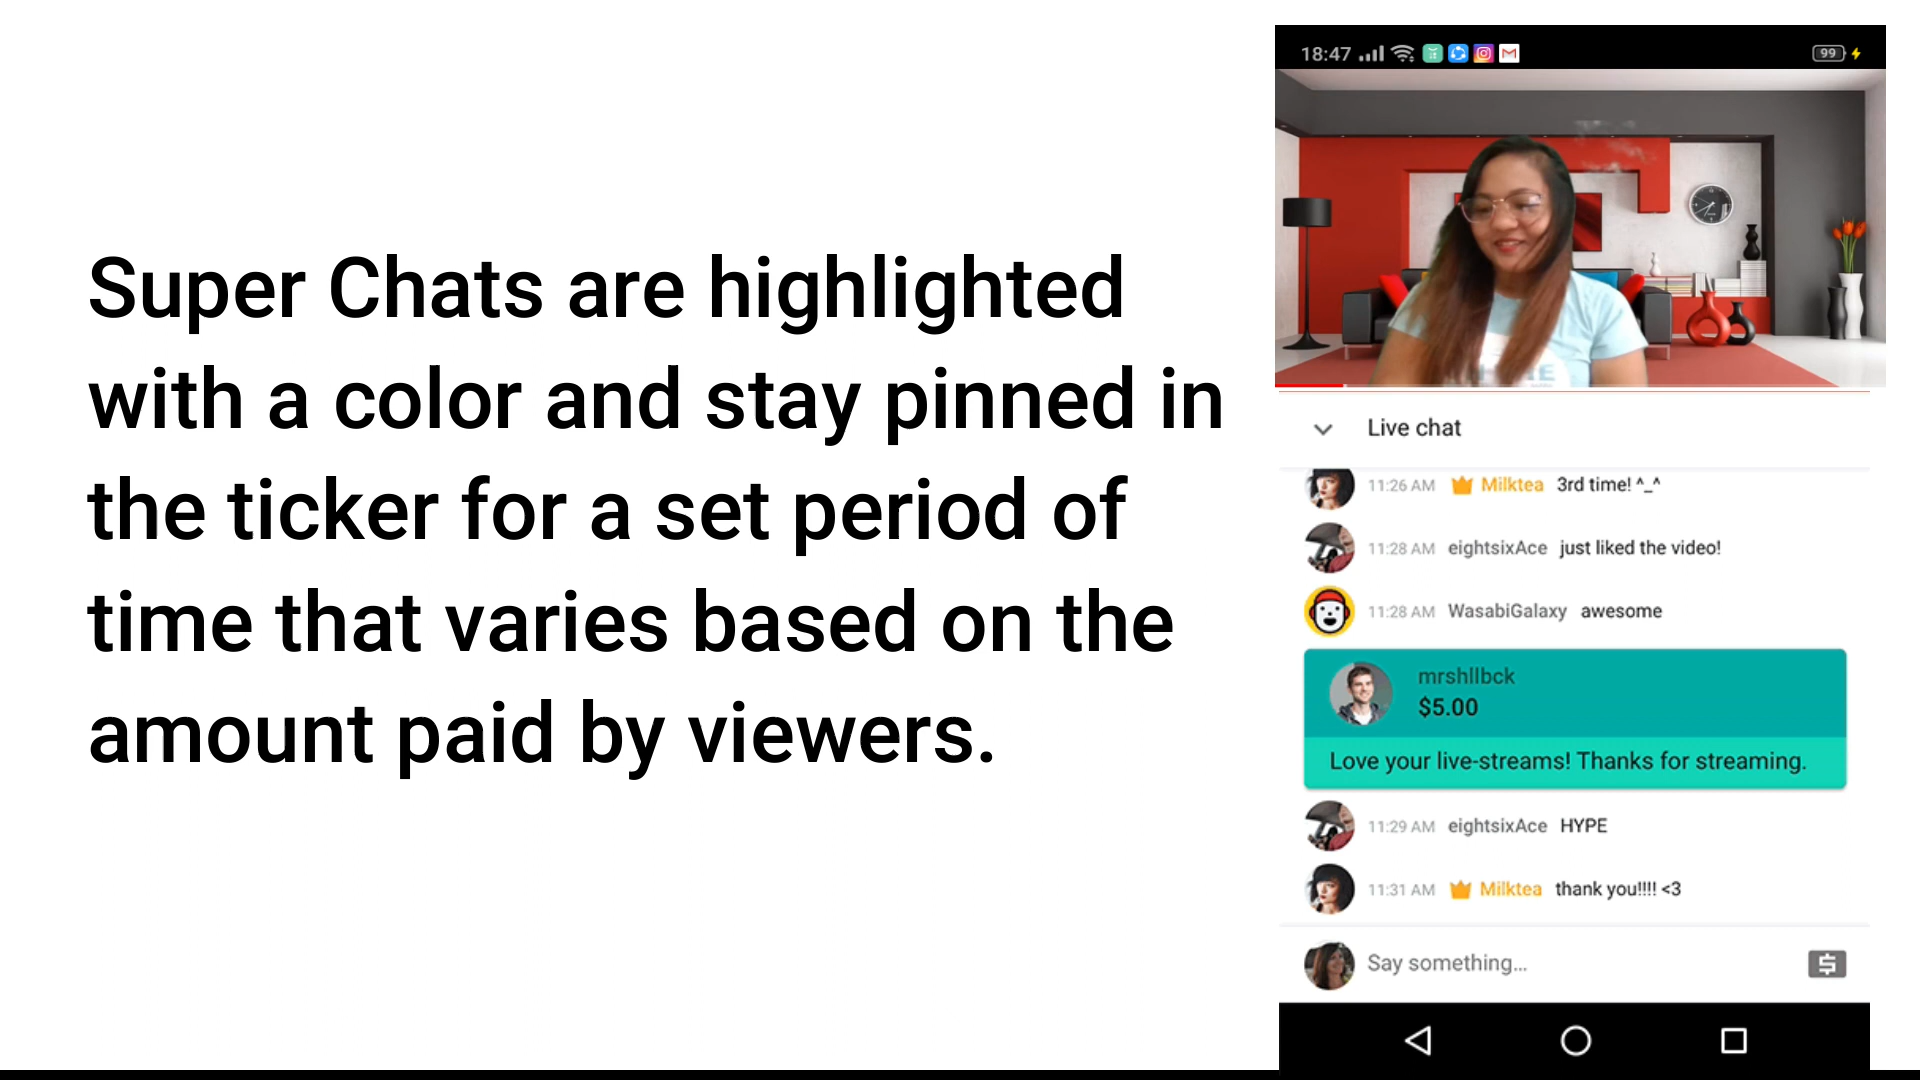 Super Chats are highlighted
with a color and stay pinned in
the ticker for a set period of
time that varies based on the
amount paid by viewers.
18:47
99
Live chat
11:26 AM Milktea 3rd time! ^_^
11:28 AM eightsixAce just liked the video!
11:28 AM WasabiGalaxy awesome
mrshllbck
$5.00
Love your live-streams! Thanks for streaming.
11:29 AM eightsixAce HYPE
11:31 AM Milktea thank you!!!! <3
Say something...
$